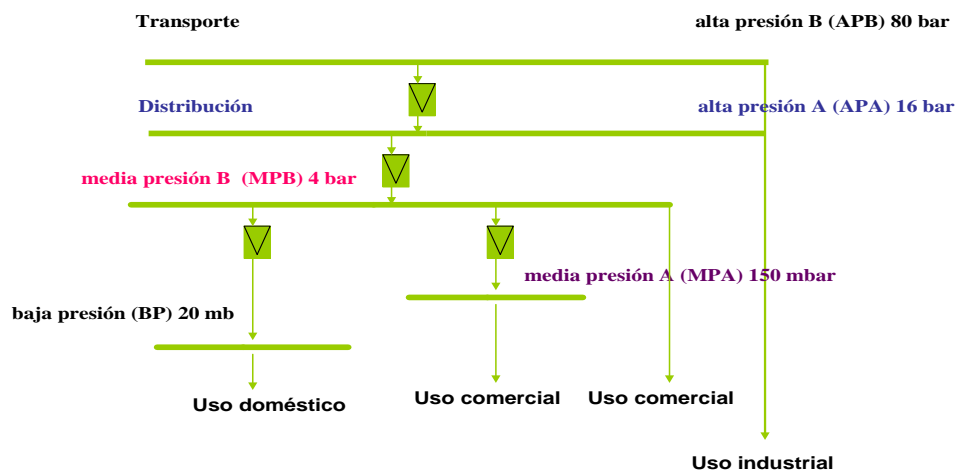 Transporte
alta presión B (APB) 80 bar
Distribución
alta presión A (APA) 16 bar
media presión B (MPB) 4 bar
media presión A (MPA) 150 mbar
baja presión (BP) 20 mb
Uso doméstico
Uso comercial
Uso comercial
Uso industrial